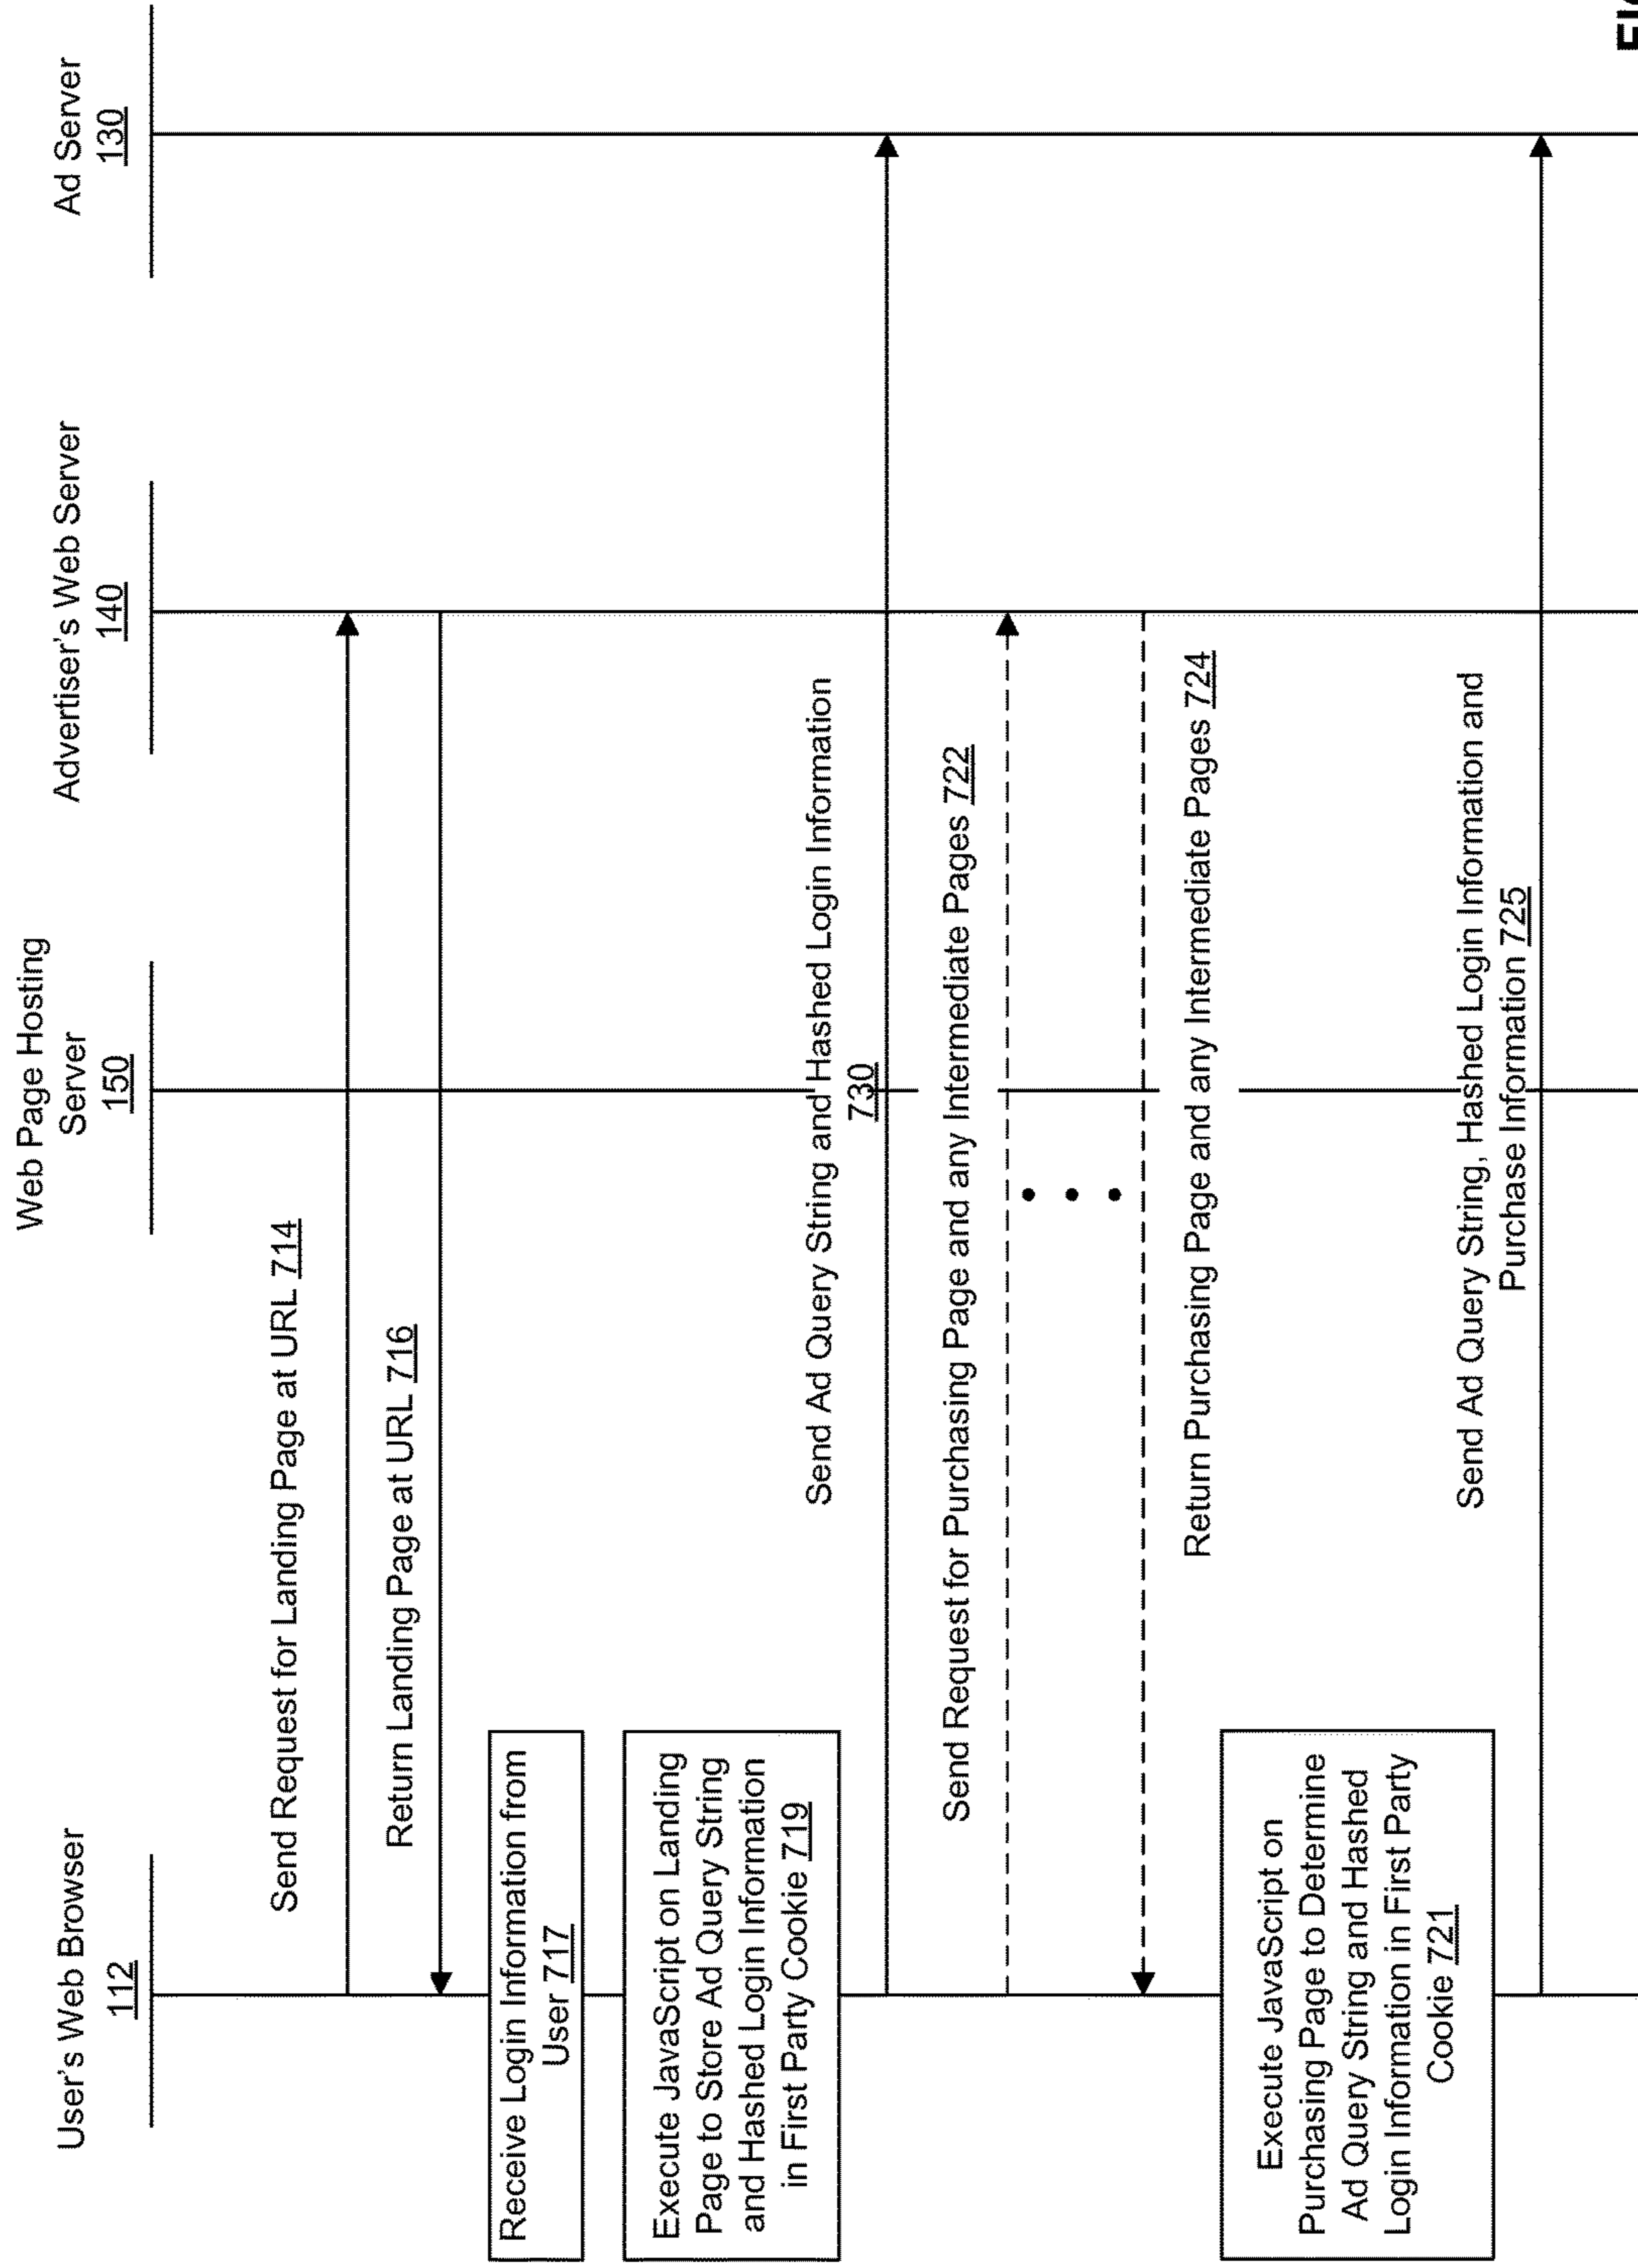 User's Web Browser
112
Web Page Hosting
Server
150
Advertiser's Web Server
140
Ad Server
130
Send Request for Landing Page at URL 714
Return Landing Page at URL 716
Receive Login Information from
User 717
Execute JavaScript on Landing
Page to Store Ad Query String
and Hashed Login Information
in First Party Cookie 719
Send Ad Query String and Hashed Login Information
730
Send Request for Purchasing Page and any Intermediate Pages 722
Return Purchasing Page and any Intermediate Pages 724
Execute JavaScript on
Purchasing Page to Determine
Ad Query String and Hashed
Login Information in First Party
Cookie 721
Send Ad Query String, Hashed Login Information and
Purchase Information 725